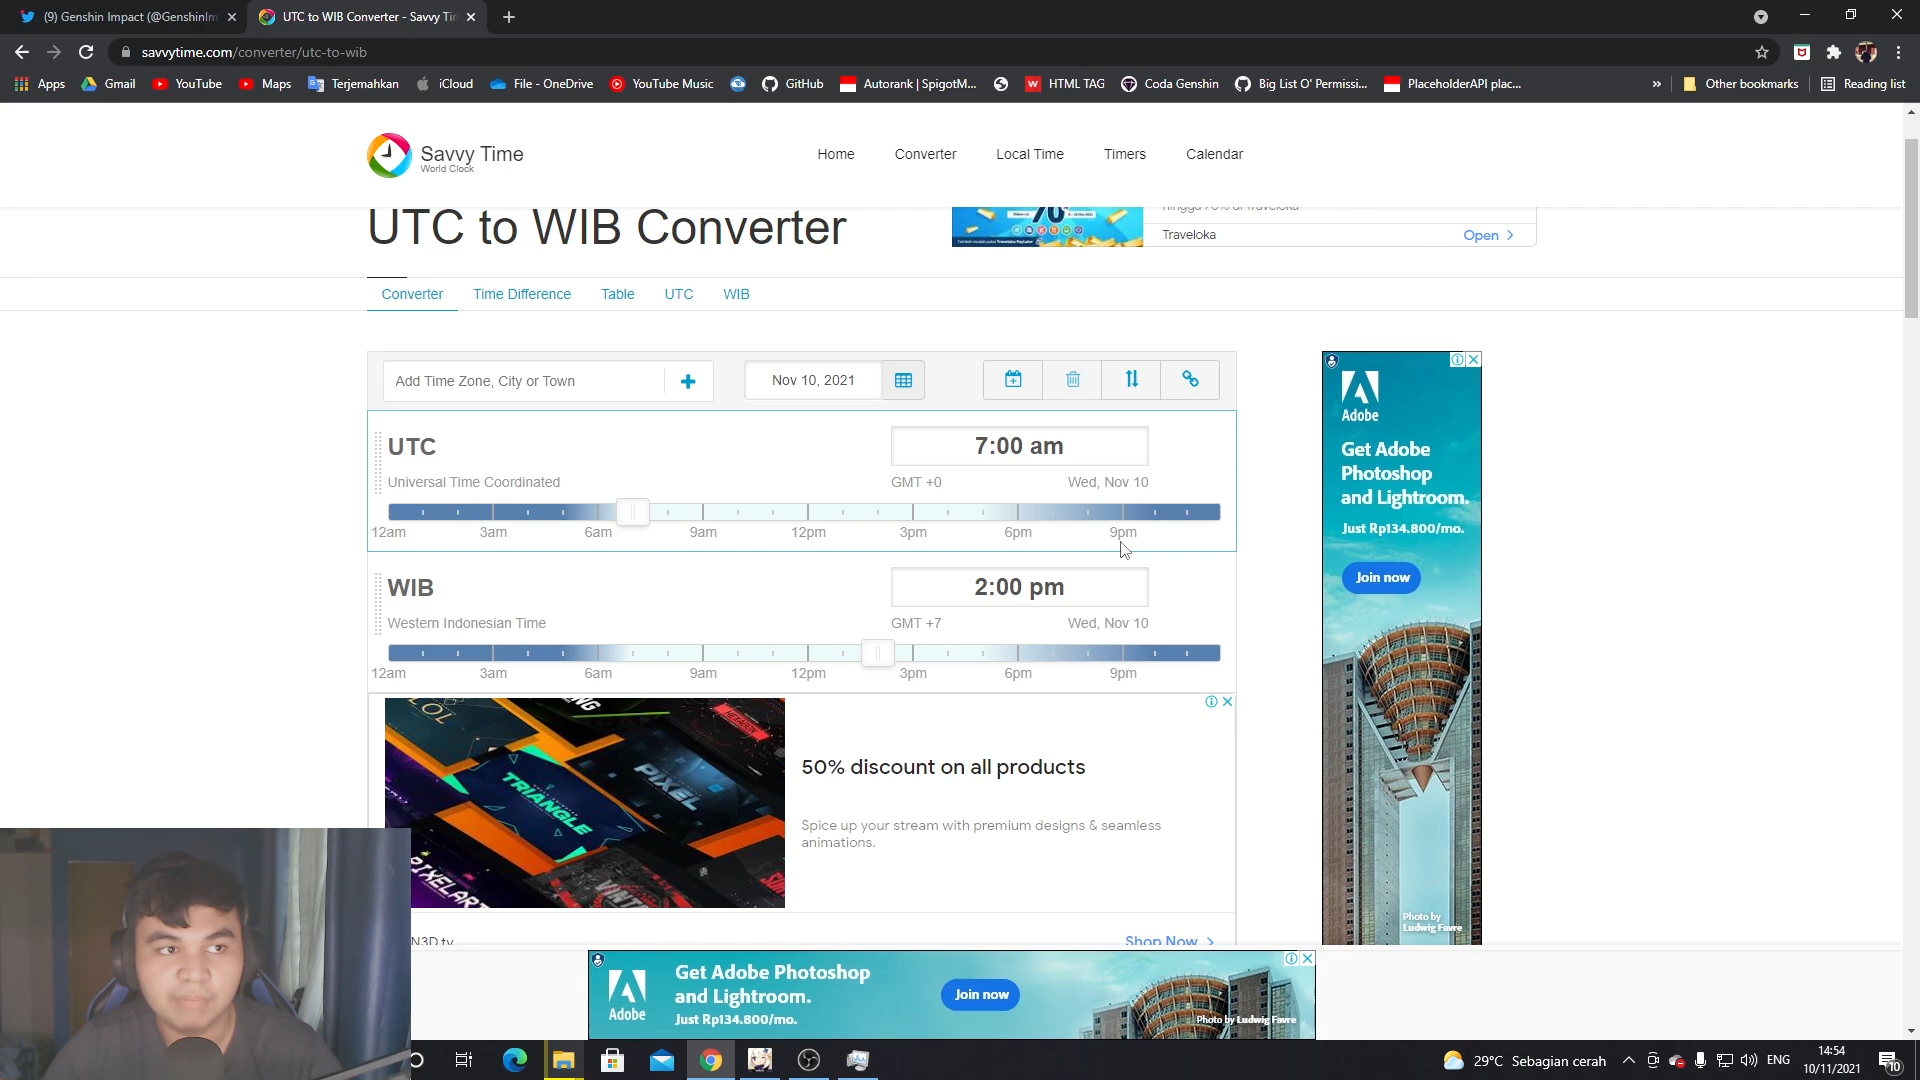 (9) Genshin Impact (@GenshinIm
UTC to WIB Converter - Savvy Tin
savvytime.com/converter/utc-to-wib
Apps
Gmail
YouTube
Maps
Terjemahkan
iCloud
File - OneDrive
YouTube Music
GitHub
Autorank | SpigotM...
HTML TAG
Coda Genshin
Big List O' Permissi...
PlaceholderAPI plac...
»
Other bookmarks
Reading list
Savvy Time
World Clock
Home
Converter
Local Time
Timers
Calendar
UTC to WIB Converter
Traveloka
Open
Converter
Time Difference
Table
UTC
WIB
Add Time Zone, City or Town
Nov 10, 2021
UTC
7:00 am
Universal Time Coordinated
GMT +0
Wed, Nov 10
12am 3am 6am 9am 12pm 3pm 6pm 9pm
WIB
2:00 pm
Western Indonesian Time
GMT +7
Wed, Nov 10
12am 3am 6am 9am 12pm 3pm 6pm 9pm
Adobe
Get Adobe
Photoshop
and Lightroom.
Just Rp134.800/mo.
Join now
Photo by
Ludwig Favre
LOL
TRIANGLE
PIXEL
PIXELART
50% discount on all products
Spice up your stream with premium designs & seamless
animations.
N3D.tv
Shop Now
Adobe
Get Adobe Photoshop
and Lightroom.
Just Rp134.800/mo.
Join now
Photo by Ludwig Favre
29°C Sebagian cerah
ENG
14:54
10/11/2021
10